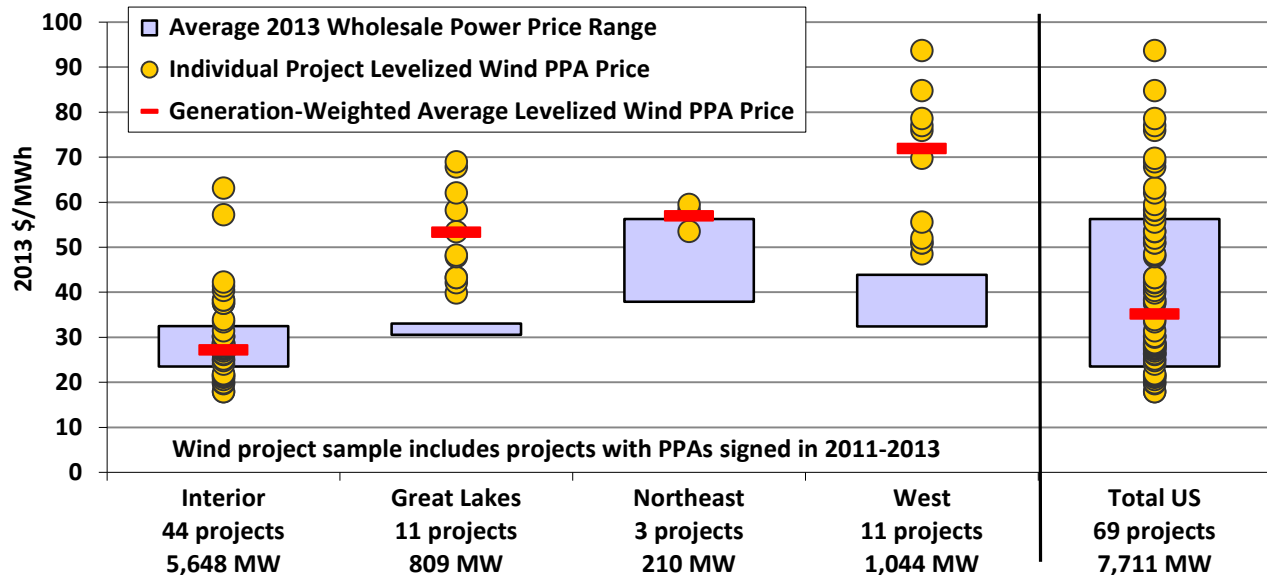 2013 $/MWh
100
90
80
70
60
50
40
30
20
10
0
Average 2013 Wholesale Power Price Range
Individual Project Levelized Wind PPA Price
Generation-Weighted Average Levelized Wind PPA Price
Wind project sample includes projects with PPAs signed in 2011-2013
Interior
44 projects
5,648 MW
Great Lakes
11 projects
809 MW
Northeast
3 projects
210 MW
West
11 projects
1,044 MW
Total US
69 projects
7,711 MW